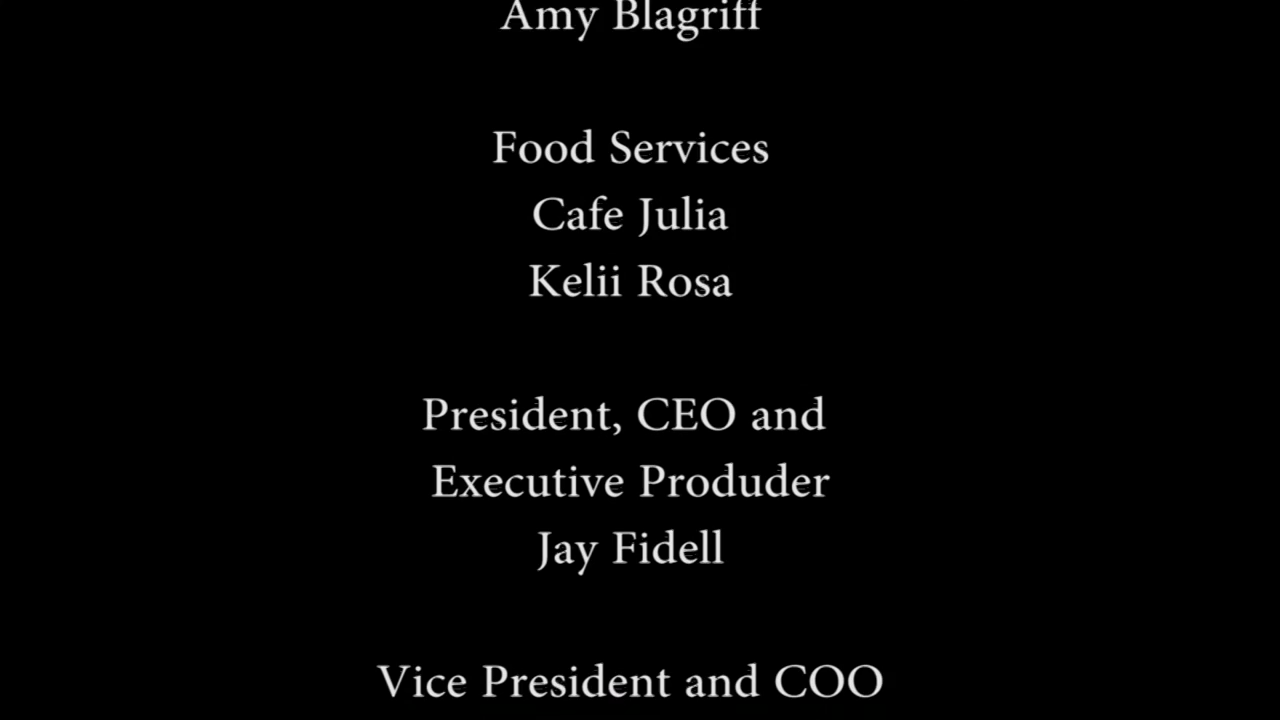 Amy Blagriff
Food Services
Cafe Julia
Kelii Rosa
President, CEO and
Executive Produder
Jay Fidell
Vice President and COO